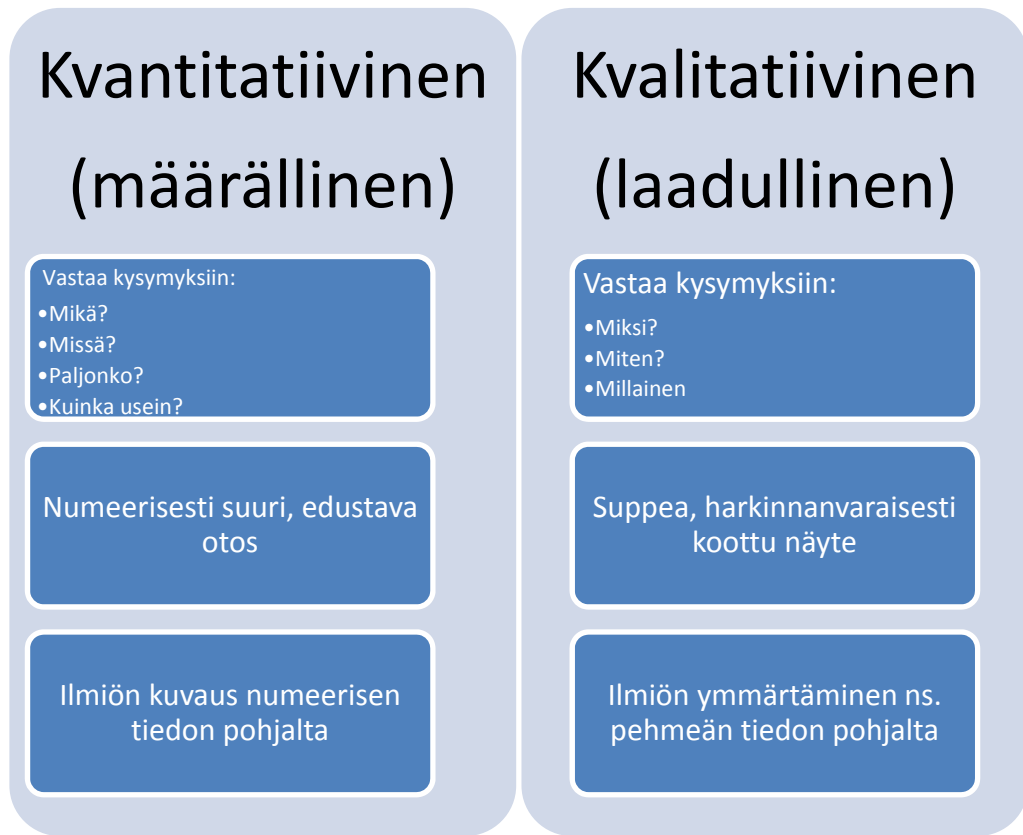 Kvantitatiivinen
(määrällinen)
Vastaa kysymyksiin:
•Mikä?
•Missä?
•Paljonko?
•Kuinka usein?
Numeerisesti suuri, edustava
otos
Ilmiön kuvaus numeerisen
tiedon pohjalta
Kvalitatiivinen
(laadullinen)
Vastaa kysymyksiin:
•Miksi?
•Miten?
•Millainen
Suppea, harkinnanvaraisesti
koottu näyte
Ilmiön ymmärtäminen ns.
pehmeän tiedon pohjalta